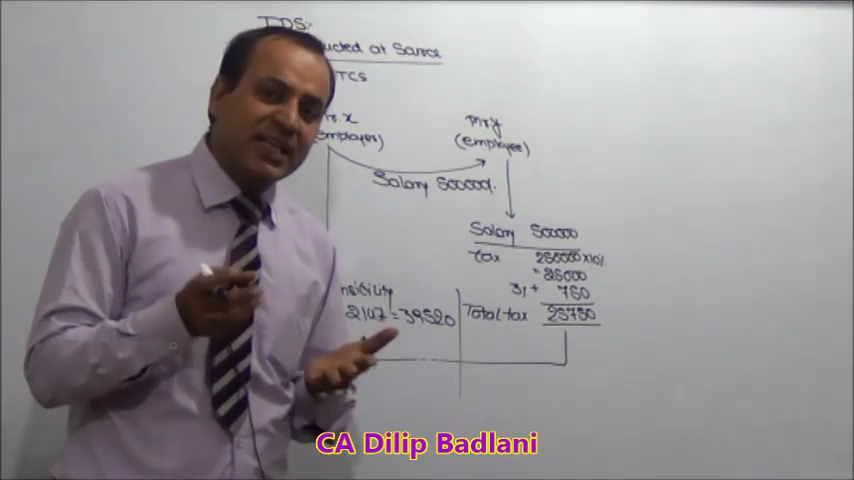 TDS:
ucted at Source
TCS
Mr. X
(employer)
Mr Y
(employee)
Salary 500000/-
Salary 500000
Tax 250000 x 10%
= 25000
3% + 750
Total tax 25750
nsibility
2147 = 39520
CA Dilip Badlani